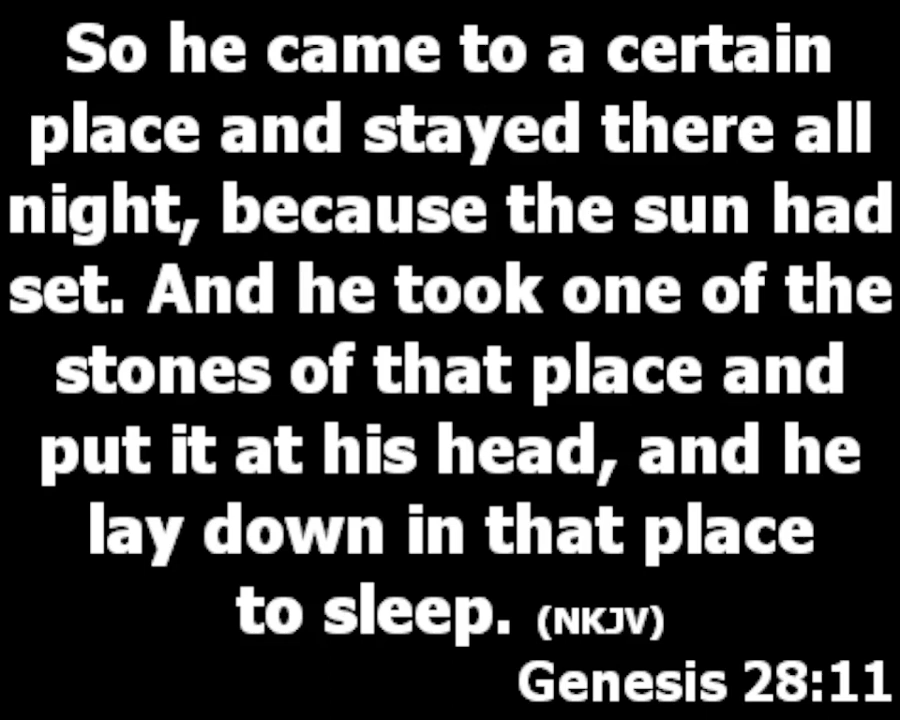 So he came to a certain
place and stayed there all
night, because the sun had
set. And he took one of the
stones of that place and
put it at his head, and he
lay down in that place
to sleep. (NKJV)
Genesis 28:11